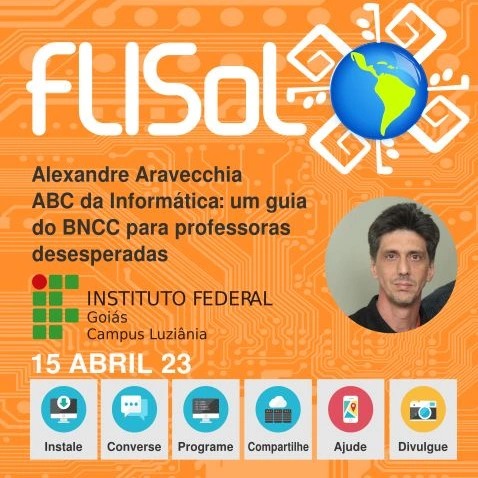 FLISoL
Alexandre Aravecchia
ABC da Informática: um guia
do BNCC para professoras
desesperadas
INSTITUTO FEDERAL
Goiás
Campus Luziânia
15 ABRIL 23
Instale
Converse
Programe
Compartilhe
Ajude
Divulgue